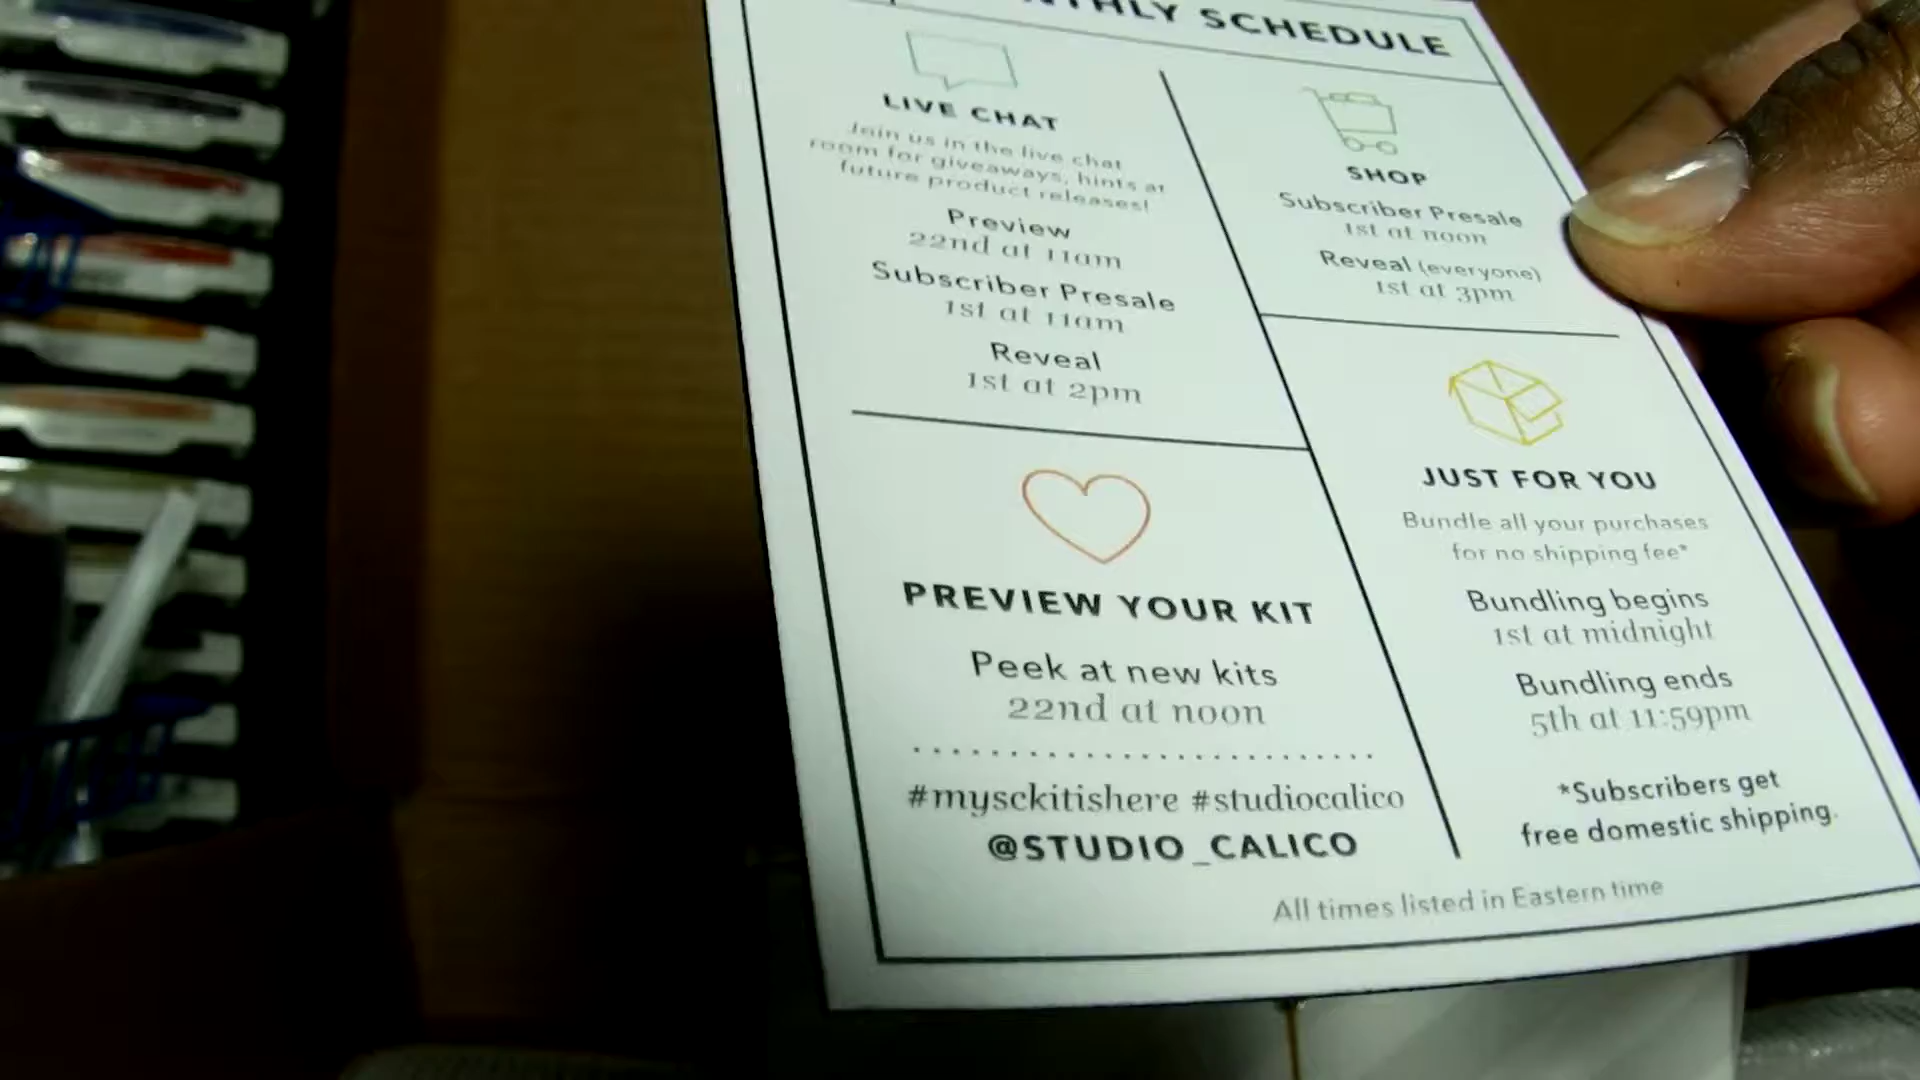 MONTHLY SCHEDULE
LIVE CHAT
Join us in the live chat
room for giveaways, hints at
future product releases!
Preview
22nd at 11am
Subscriber Presale
1st at 11am
Reveal
1st at 2pm
SHOP
Subscriber Presale
1st at noon
Reveal (everyone)
1st at 3pm
PREVIEW YOUR KIT
Peek at new kits
22nd at noon
#mysckitishere #studiocalico
@STUDIO_CALICO
JUST FOR YOU
Bundle all your purchases
for no shipping fee*
Bundling begins
1st at midnight
Bundling ends
5th at 11:59pm
*Subscribers get
free domestic shipping.
All times listed in Eastern time